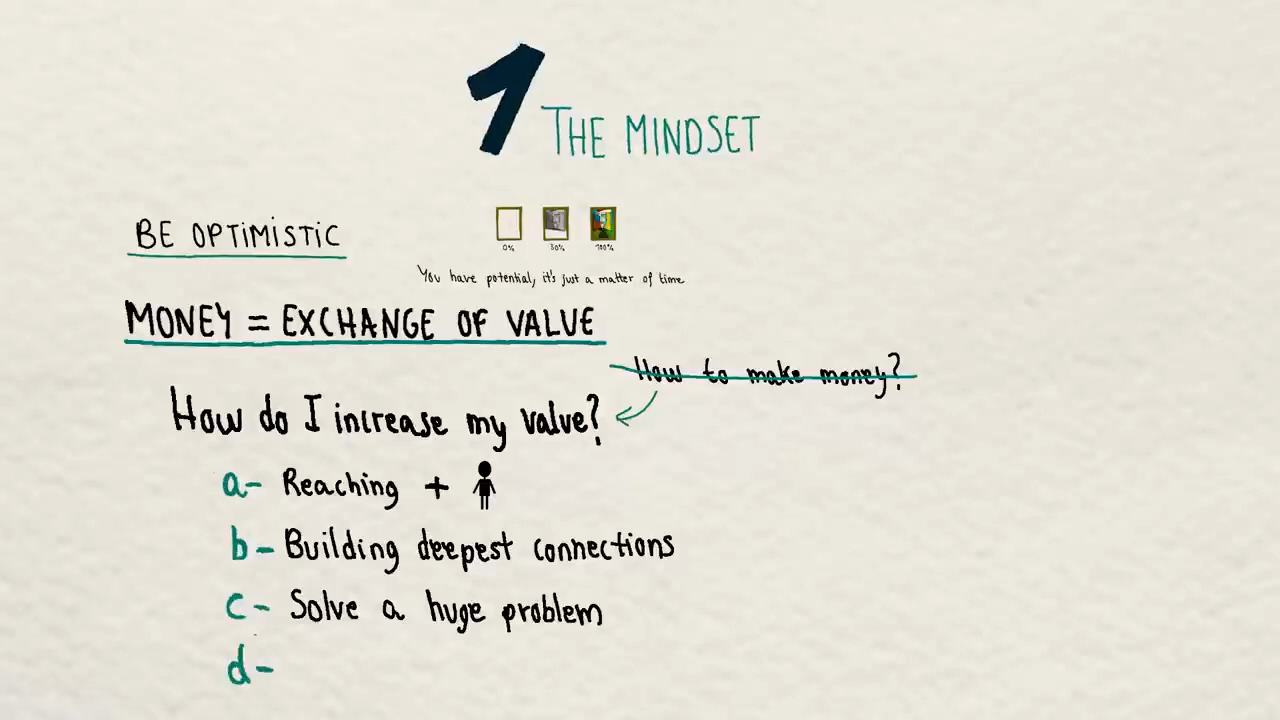 1 THE MINDSET
BE OPTIMISTIC
0% 50% 100%
You have potential, it's just a matter of time
MONEY = EXCHANGE OF VALUE
How to make money?
How do I increase my value?
a- Reaching +
b- Building deepest connections
c- Solve a huge problem
d-